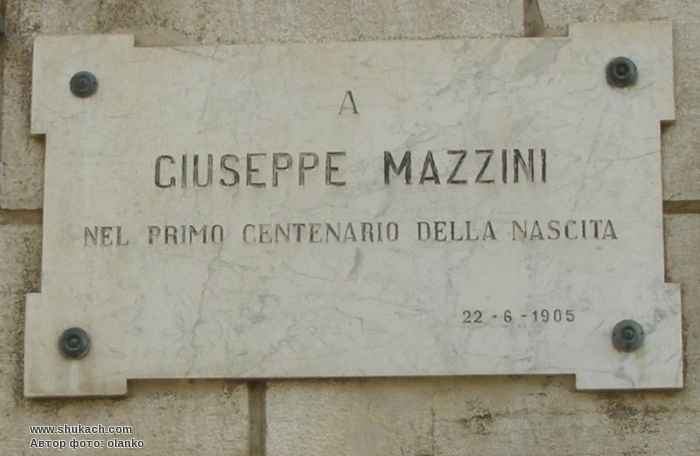 A
GIUSEPPE MAZZINI
NEL PRIMO CENTENARIO DELLA NASCITA
22-6-1905
www.shukach.com
Автор фото: olanko